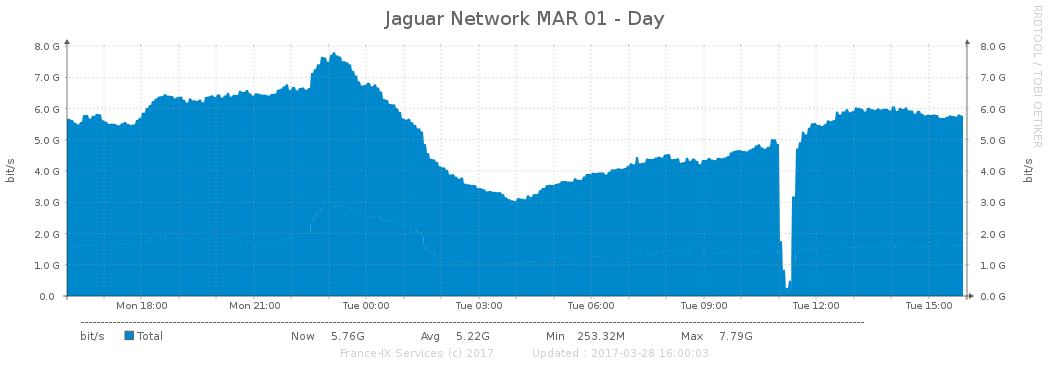 Jaguar Network MAR 01 - Day
RRDTOOL / TOBI OETIKER
bit/s
bit/s
8.0 G 8.0 G
7.0 G 7.0 G
6.0 G 6.0 G
5.0 G 5.0 G
4.0 G 4.0 G
3.0 G 3.0 G
2.0 G 2.0 G
1.0 G 1.0 G
0.0 0.0 G
Mon 18:00 Mon 21:00 Tue 00:00 Tue 03:00 Tue 06:00 Tue 09:00 Tue 12:00 Tue 15:00
bit/s Total Now 5.76G Avg 5.22G Min 253.32M Max 7.79G
France-IX Services (c) 2017 Updated : 2017-03-28 16:00:03